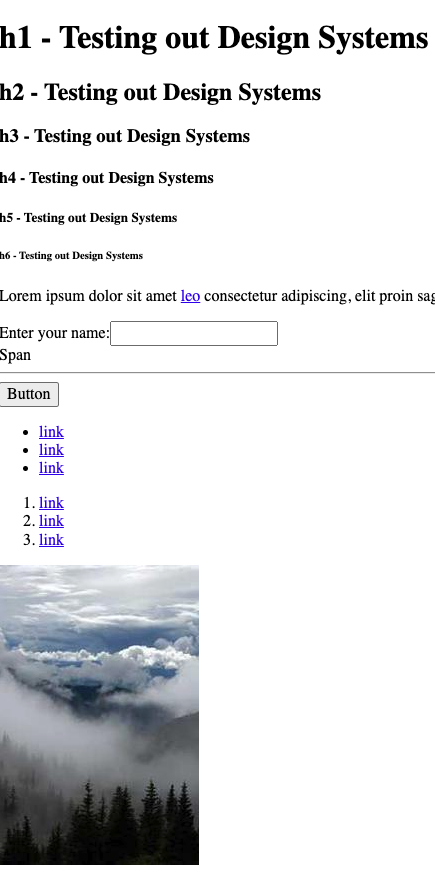 h1 - Testing out Design Systems
h2 - Testing out Design Systems
h3 - Testing out Design Systems
h4 - Testing out Design Systems
h5 - Testing out Design Systems
h6 - Testing out Design Systems
Lorem ipsum dolor sit amet leo consectetur adipiscing, elit proin
Enter your name:
Span
Button
• link
• link
• link
1. link
2. link
3. link